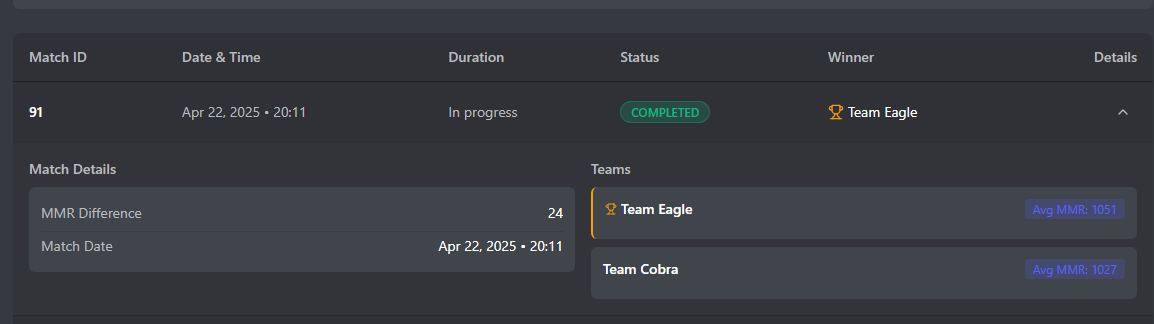 Match ID Date & Time Duration Status Winner Details
91 Apr 22, 2025 • 20:11 In progress COMPLETED Team Eagle
Match Details
MMR Difference 24
Match Date Apr 22, 2025 • 20:11
Teams
Team Eagle Avg MMR: 1051
Team Cobra Avg MMR: 1027